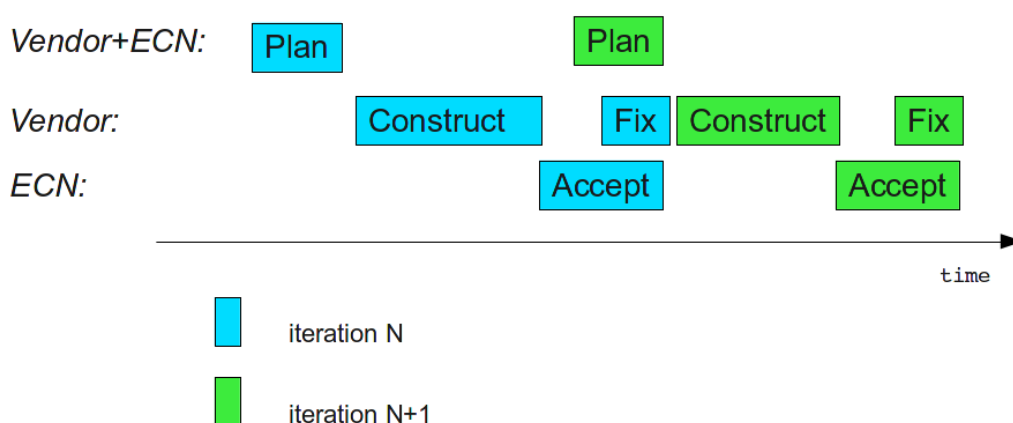 Vendor+ECN: Plan Plan
Vendor: Construct Fix Construct Fix
ECN: Accept Accept
time
iteration N
iteration N+1